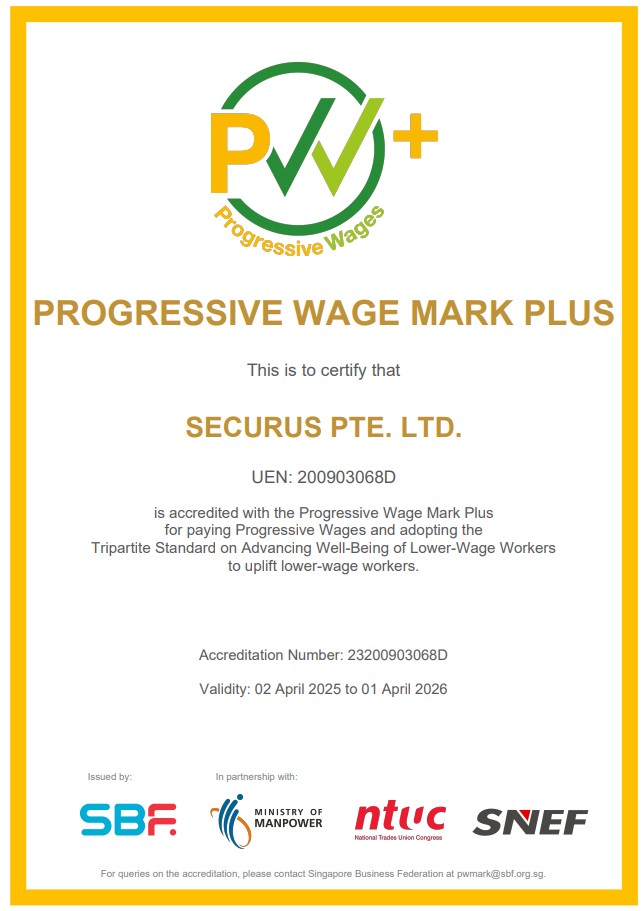 PW+
Progressive Wages
PROGRESSIVE WAGE MARK PLUS
This is to certify that
SECURUS PTE. LTD.
UEN: 200903068D
is accredited with the Progressive Wage Mark Plus
for paying Progressive Wages and adopting the
Tripartite Standard on Advancing Well-Being of Lower-Wage Workers
to uplift lower-wage workers.
Accreditation Number: 23200903068D
Validity: 02 April 2025 to 01 April 2026
Issued by:
In partnership with:
SBF.
MINISTRY OF
MANPOWER
ntuc
National Trades Union Congress
SNEF
For queries on the accreditation, please contact Singapore Business Federation at pwmark@sbf.org.sg.